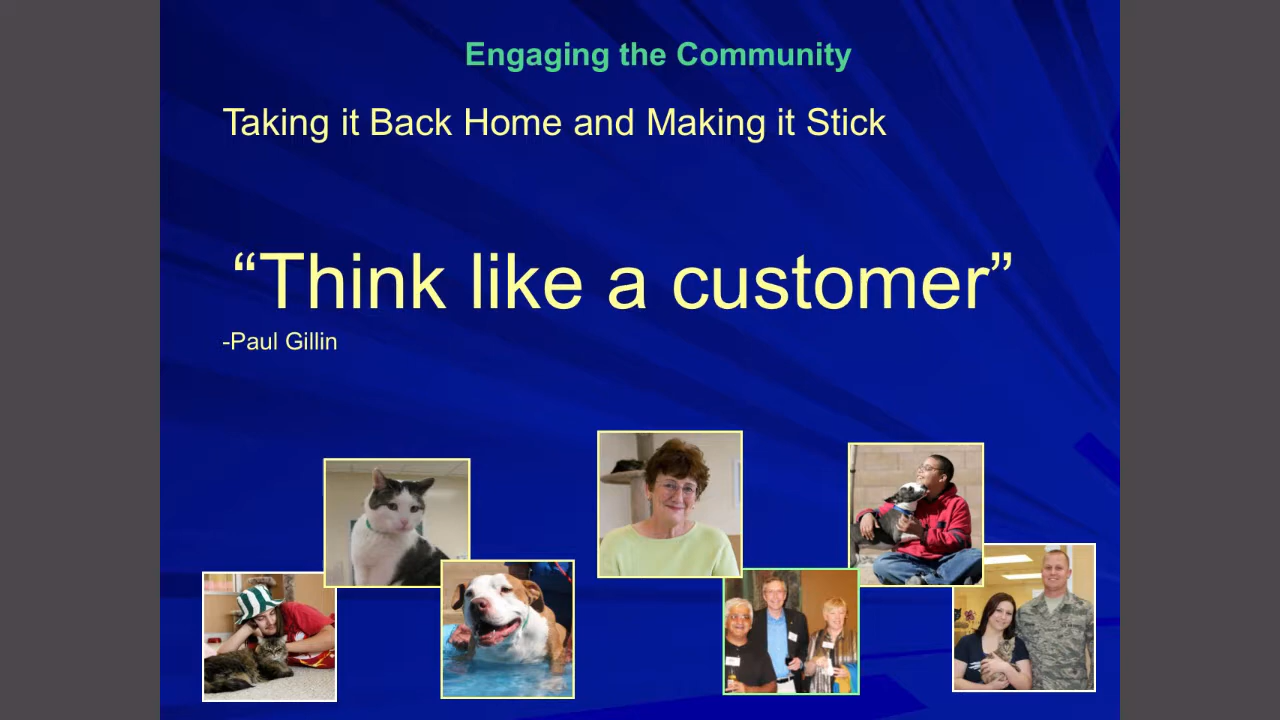 Engaging the Community
Taking it Back Home and Making it Stick
“Think like a customer”
-Paul Gillin